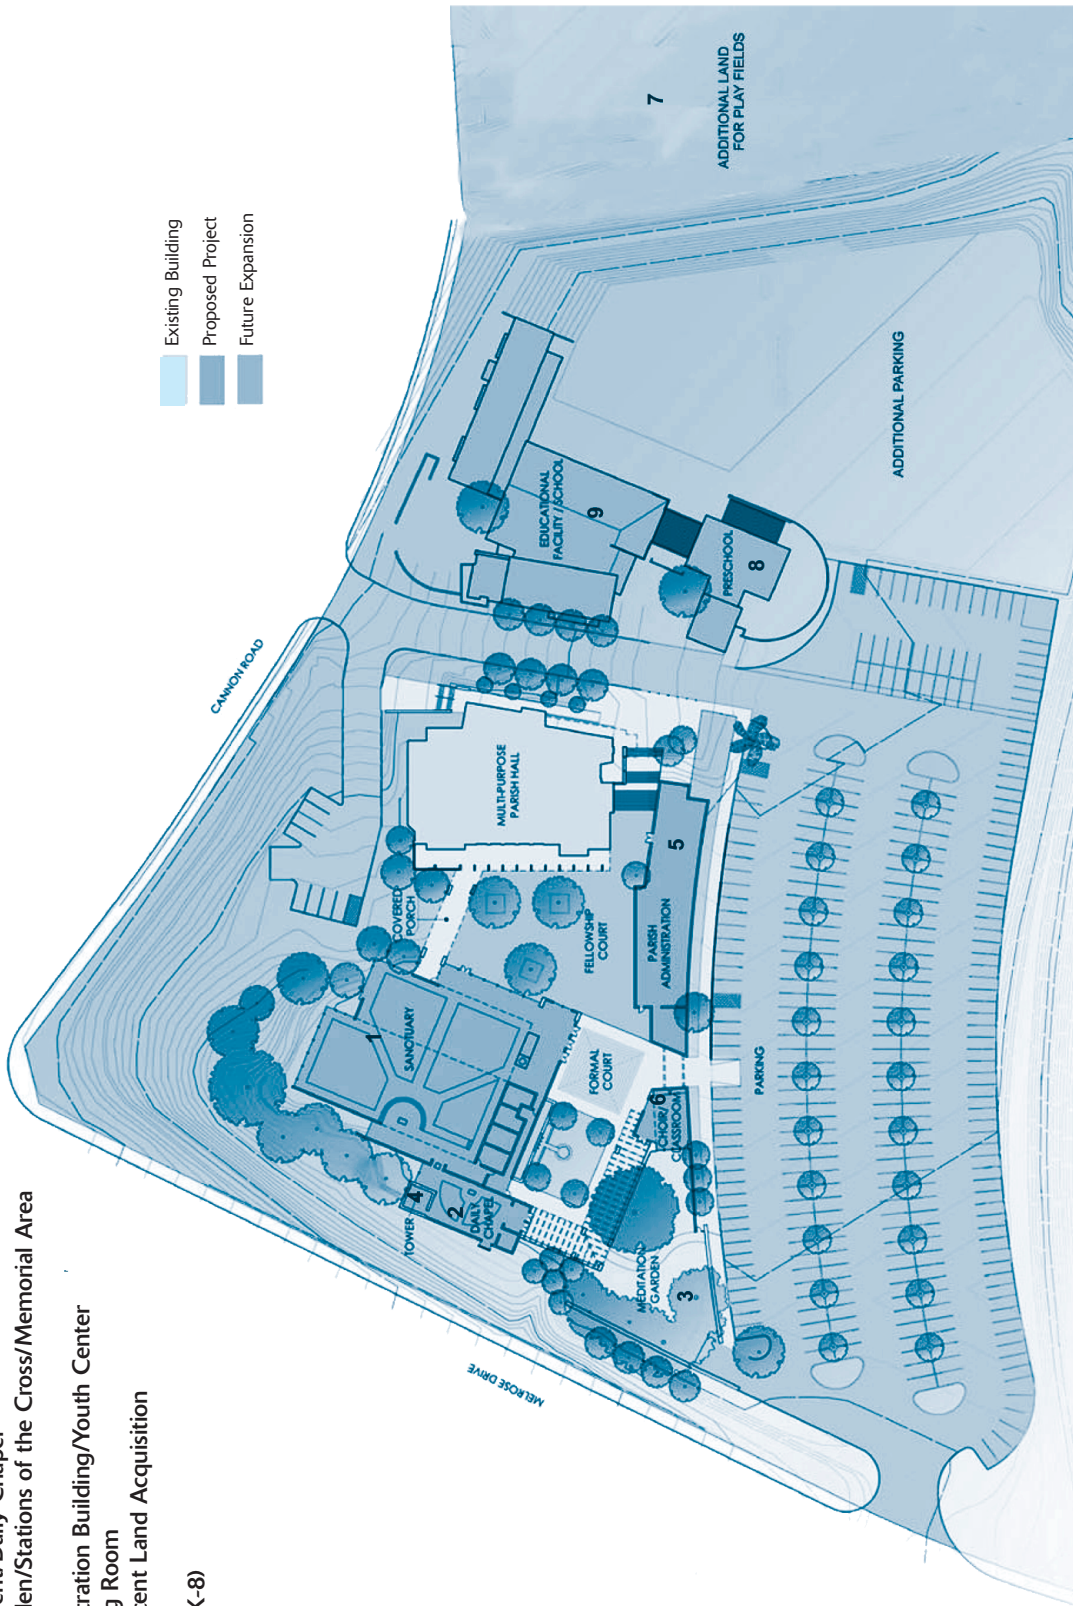 Daily Chapel
/Stations of the Cross/Memorial Area
Building/Youth Center
Room
Land Acquisition
K-8)
Existing Building
Proposed Project
Future Expansion
CANNON ROAD
MELROSE DRIVE
TOWER
4
2
DAILY
CHAPEL
1
SANCTUARY
COVERED
PORCH
MULTI-PURPOSE
PARISH HALL
EDUCATIONAL
FACILITY / SCHOOL
9
PRESCHOOL
8
7
ADDITIONAL LAND
FOR PLAY FIELDS
MEDITATION
GARDEN
3
FORMAL
COURT
FELLOWSHIP
COURT
6
CHOIR/
CLASSROOM
PARISH
ADMINISTRATION
5
PARKING
ADDITIONAL PARKING